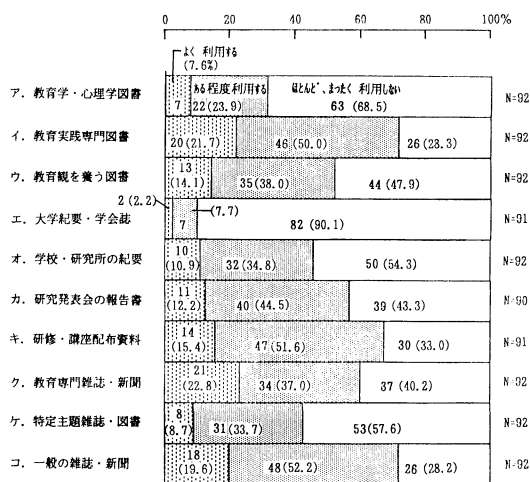 0 20 40 60 80 100%
よく利用する
(7.6%)
ある程度利用する ほとんど、まったく利用しない
ア. 教育学・心理学図書 7 22(23.9) 63 (68.5) N=92
イ. 教育実践専門図書 20(21.7) 46(50.0) 26(28.3) N=92
ウ. 教育観を養う図書 13 (14.1) 35(38.0) 44(47.9) N=92
エ. 大学紀要・学会誌 2(2.2) 7 (7.7) 82(90.1) N=91
オ. 学校・研究所の紀要 10 (10.9) 32(34.8) 50(54.3) N=92
カ. 研究発表会の報告書 11 (12.2) 40(44.5) 39(43.3) N=90
キ. 研修・講座配布資料 14 (15.4) 47(51.6) 30(33.0) N=91
ク. 教育専門雑誌・新聞 21 (22.8) 34(37.0) 37(40.2) N=92
ケ. 特定主題雑誌・図書 8 (8.7) 31(33.7) 53(57.6) N=92
コ. 一般の雑誌・新聞 18 (19.6) 48(52.2) 26(28.2) N=92